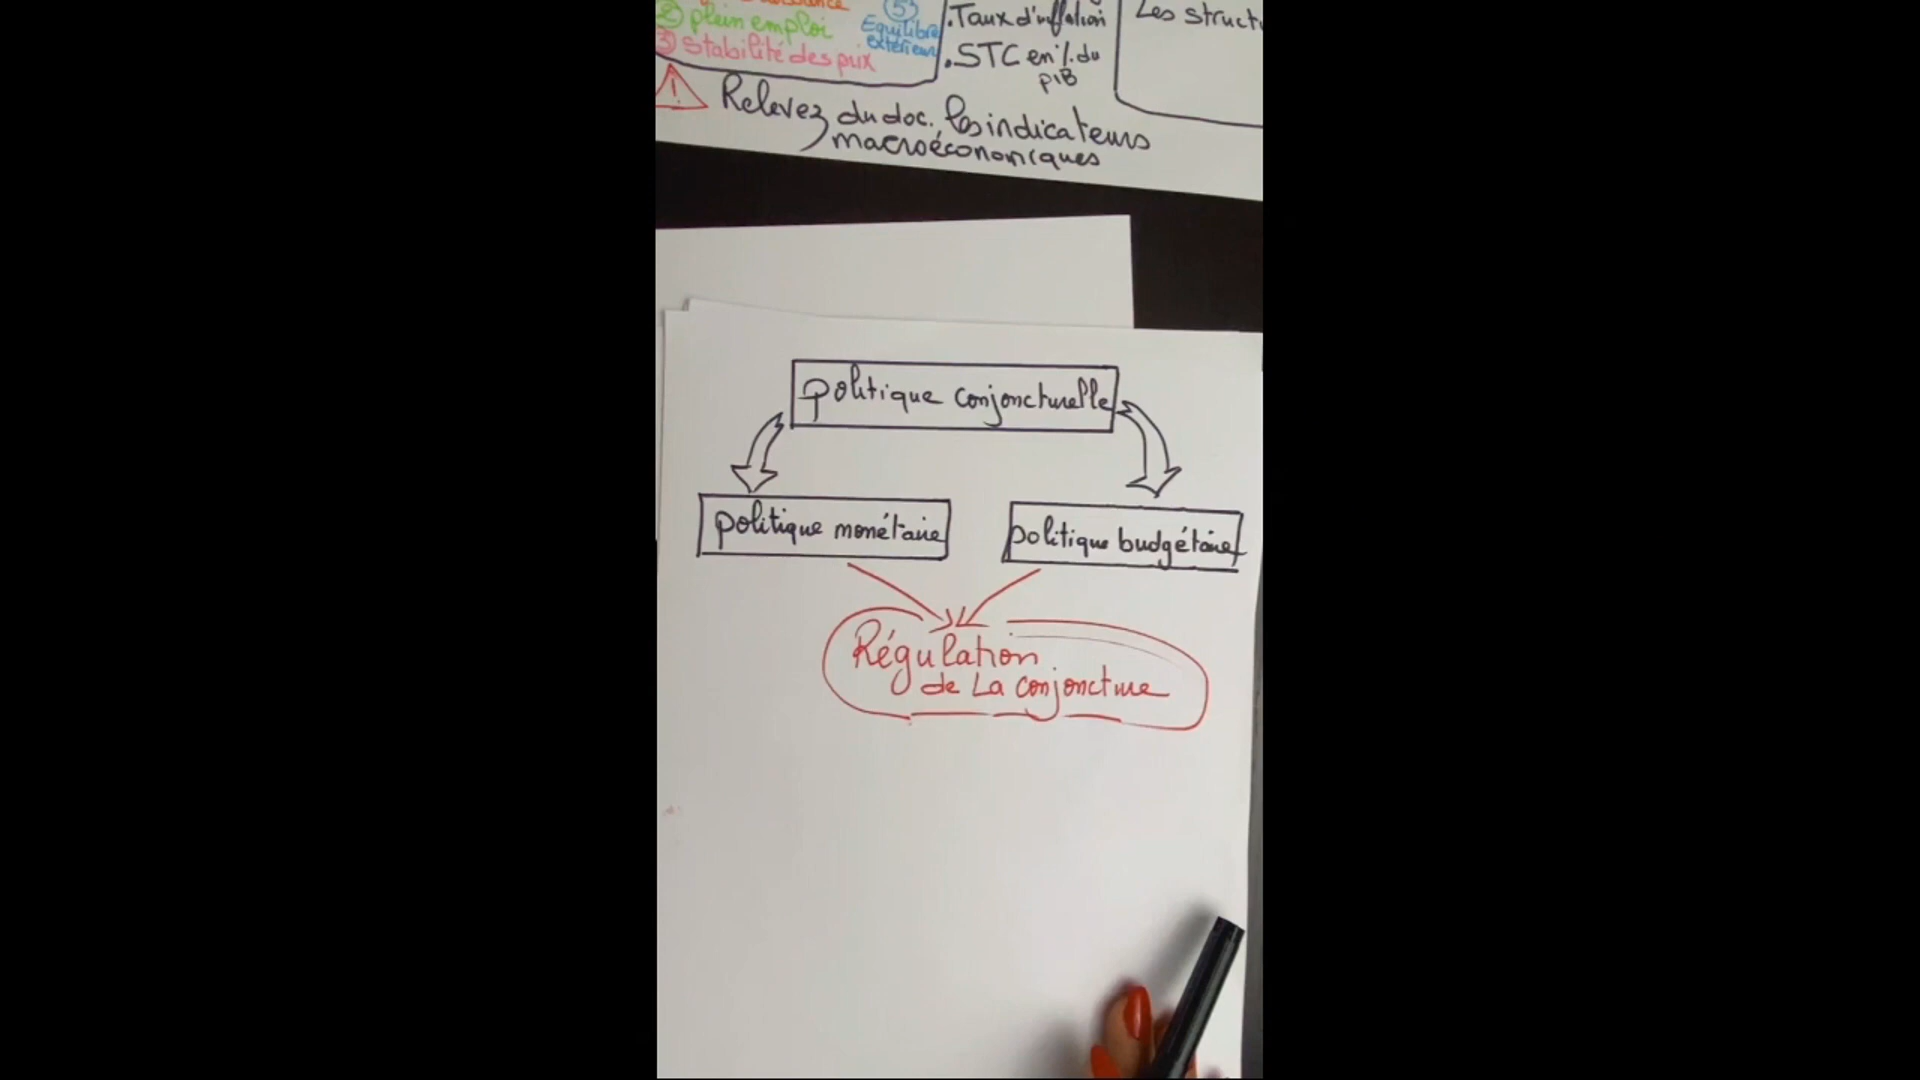 ② plein emploi
③ stabilité des prix
⑤
Equilibre
extérieur
.Taux d'inflation
.STC en % du
PIB
Les struct
! Relevez du doc. les indicateurs
macroéconomiques
politique conjoncturelle
politique monétaire
politique budgétaire
Régulation
de La conjoncture